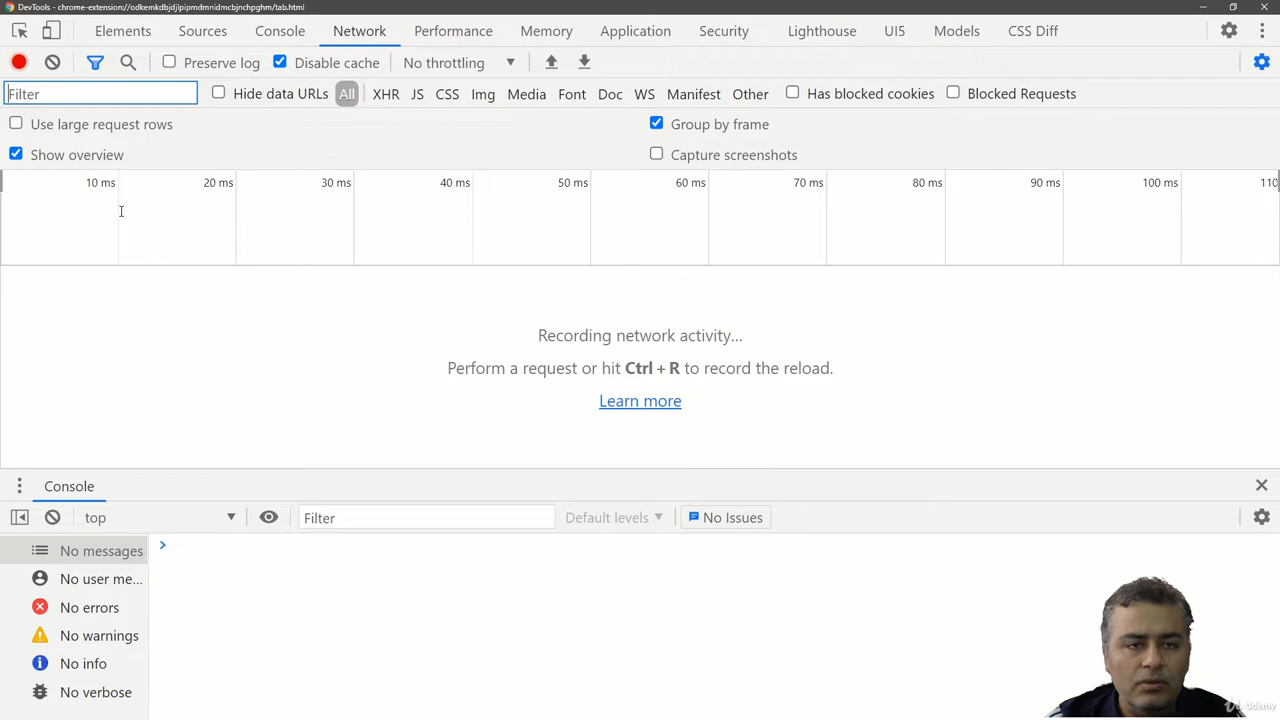 DevTools - chrome-extension://odkemkdbjdjlpipmdmnidmcbjnchpghm/tab.html
Elements Sources Console Network Performance Memory Application Security Lighthouse UI5 Models CSS Diff
Preserve log Disable cache No throttling
Filter Hide data URLs All XHR JS CSS Img Media Font Doc WS Manifest Other Has blocked cookies Blocked Requests
Use large request rows Group by frame
Show overview Capture screenshots
10 ms 20 ms 30 ms 40 ms 50 ms 60 ms 70 ms 80 ms 90 ms 100 ms 110
Recording network activity...
Perform a request or hit Ctrl + R to record the reload.
Learn more
Console
top Filter Default levels No Issues
No messages
No user me...
No errors
No warnings
No info
No verbose
Udemy